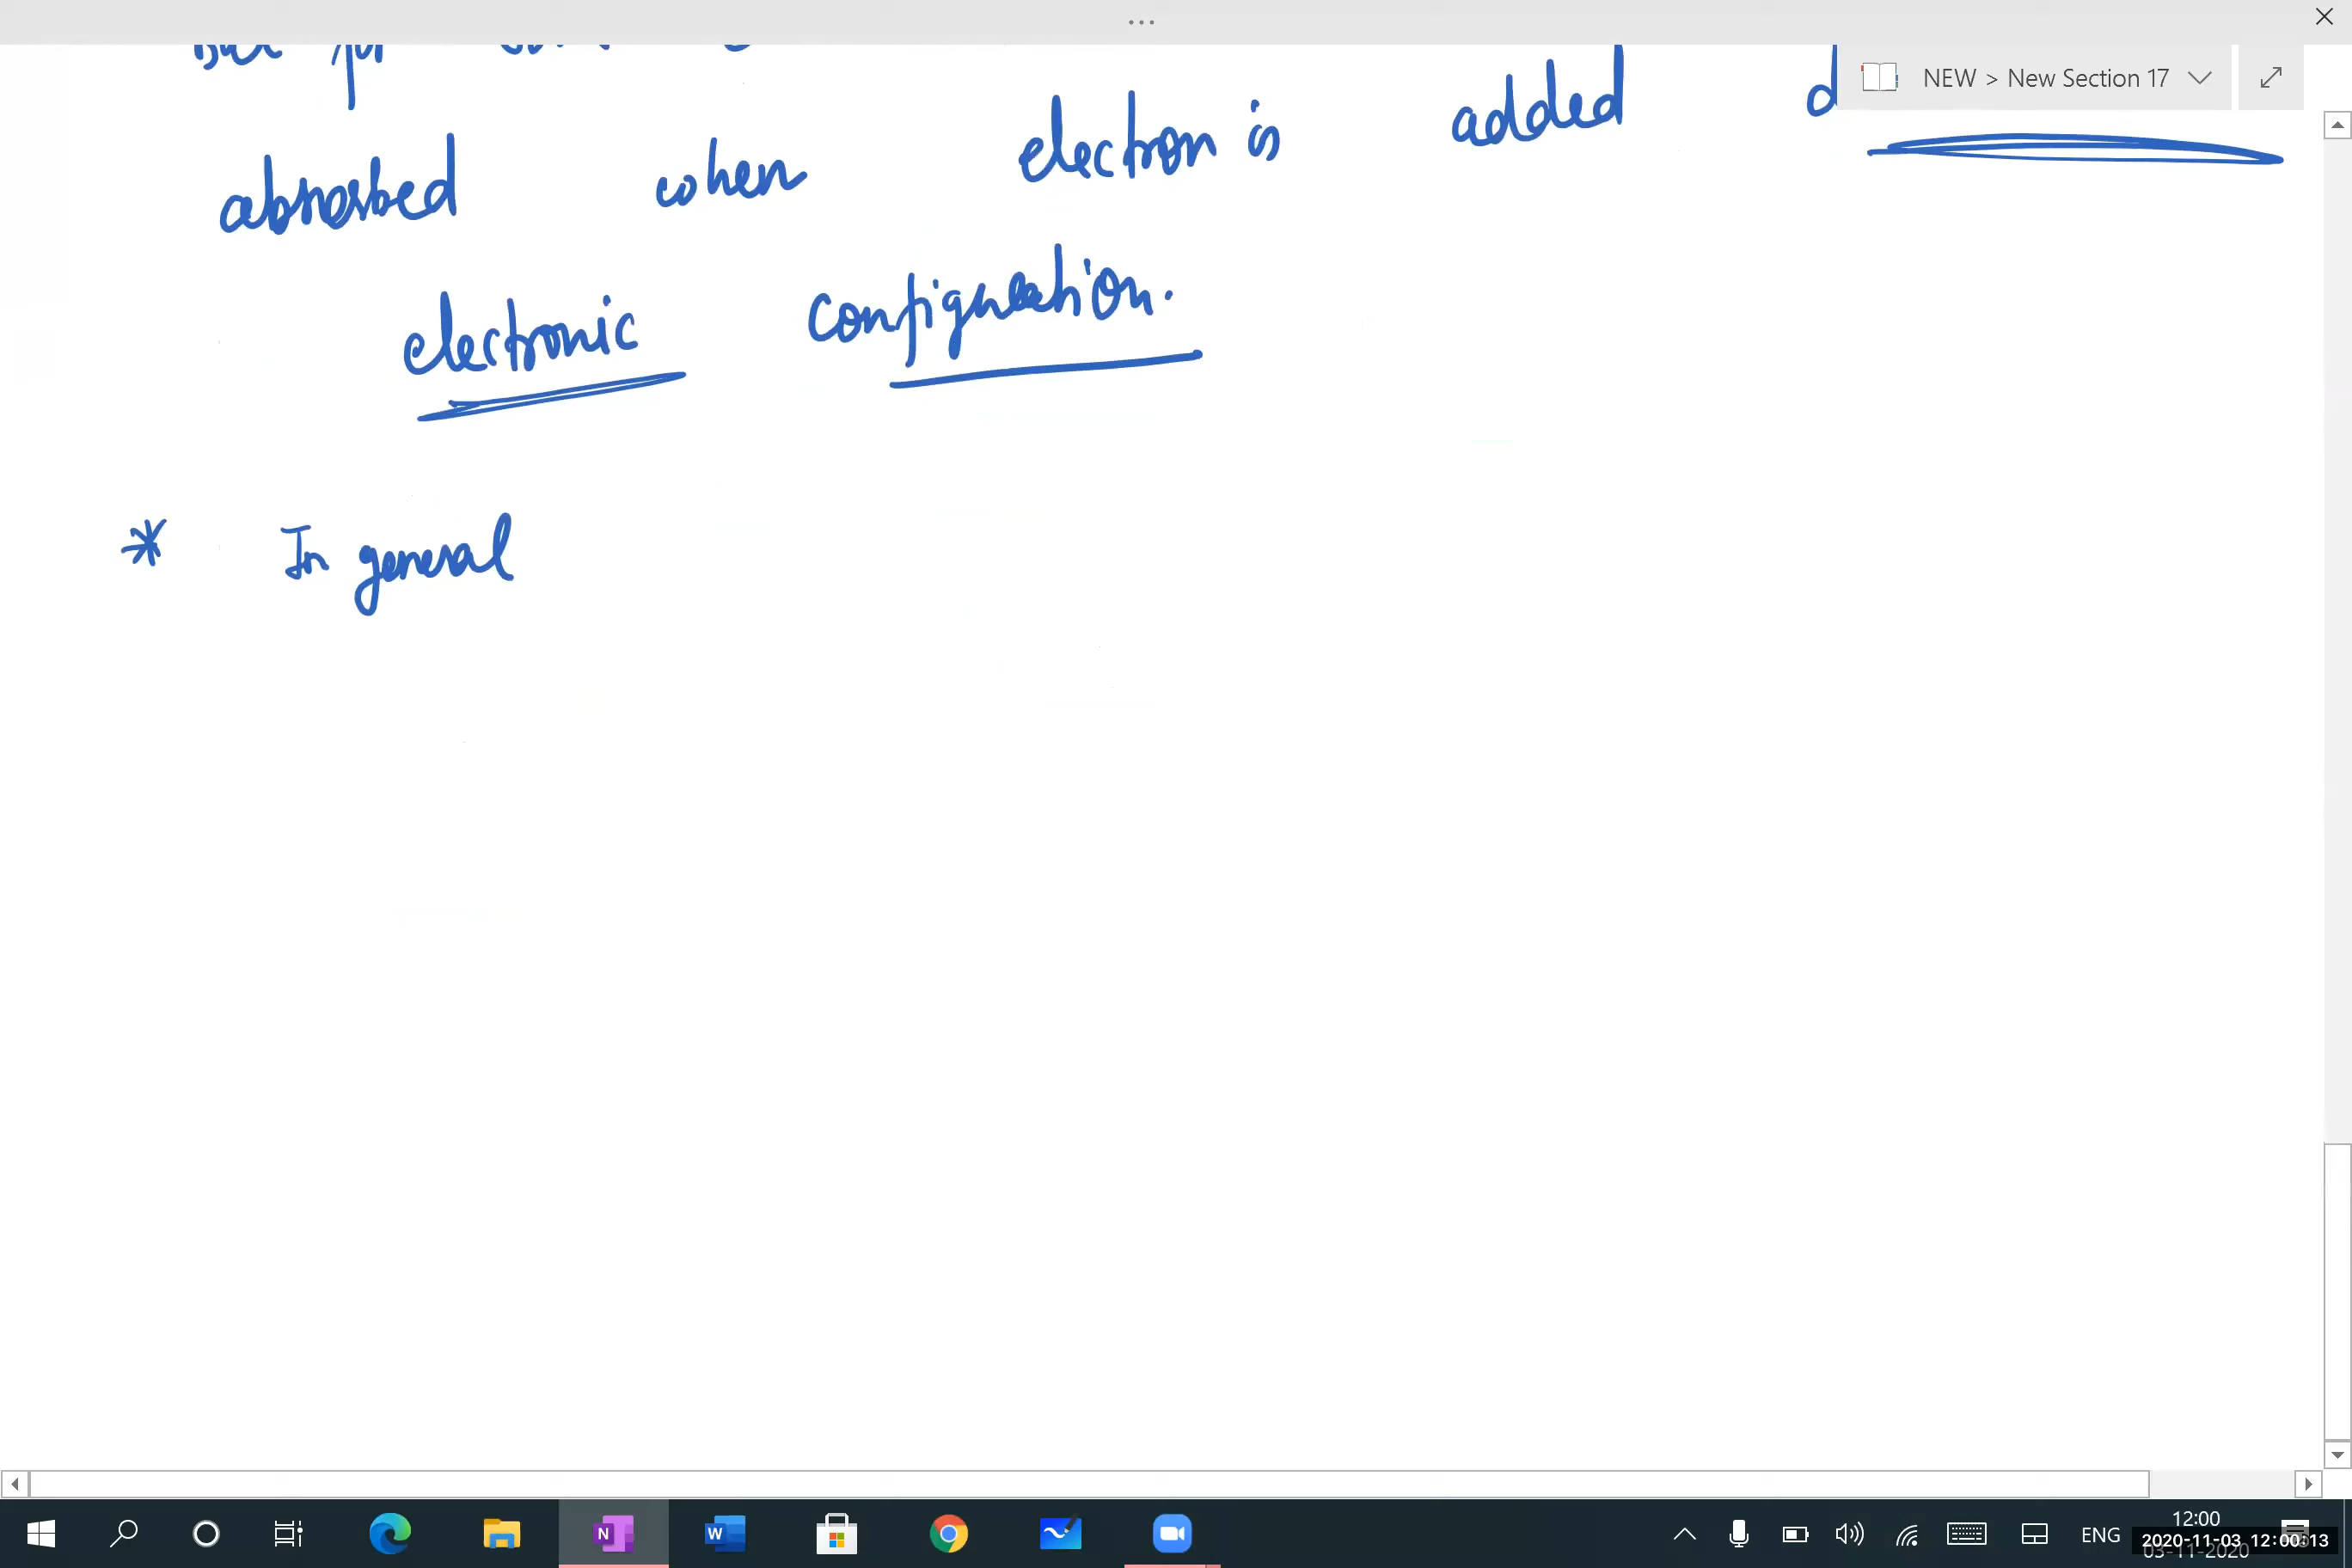 NEW > New Section 17
absorbed when electron is added
electronic configuration.
* In general
ENG
12:00
2020-11-03 12:00:13